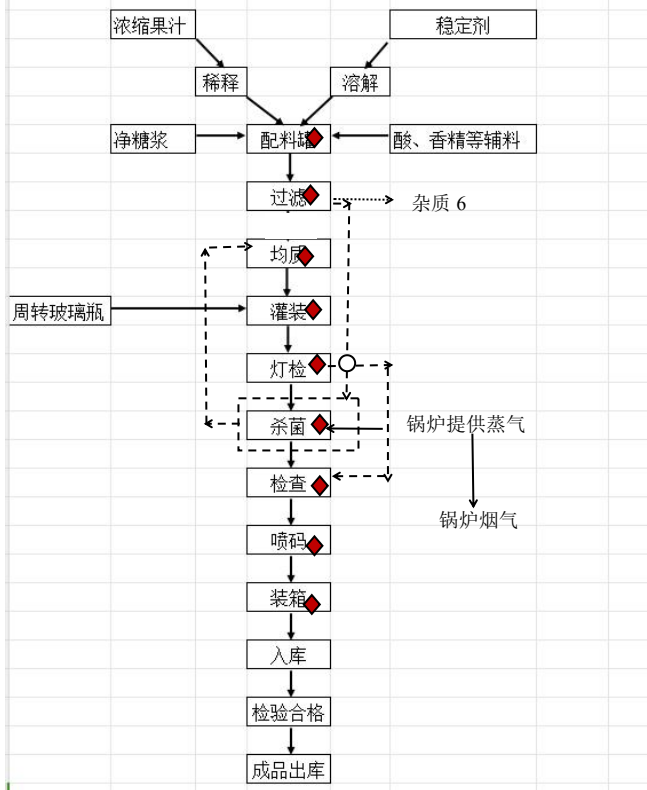 浓缩果汁
稳定剂
稀释
溶解
净糖浆
配料罐
酸、香精等辅料
过滤
杂质 6
均质
周转玻璃瓶
灌装
灯检
杀菌
锅炉提供蒸气
检查
锅炉烟气
喷码
装箱
入库
检验合格
成品出库